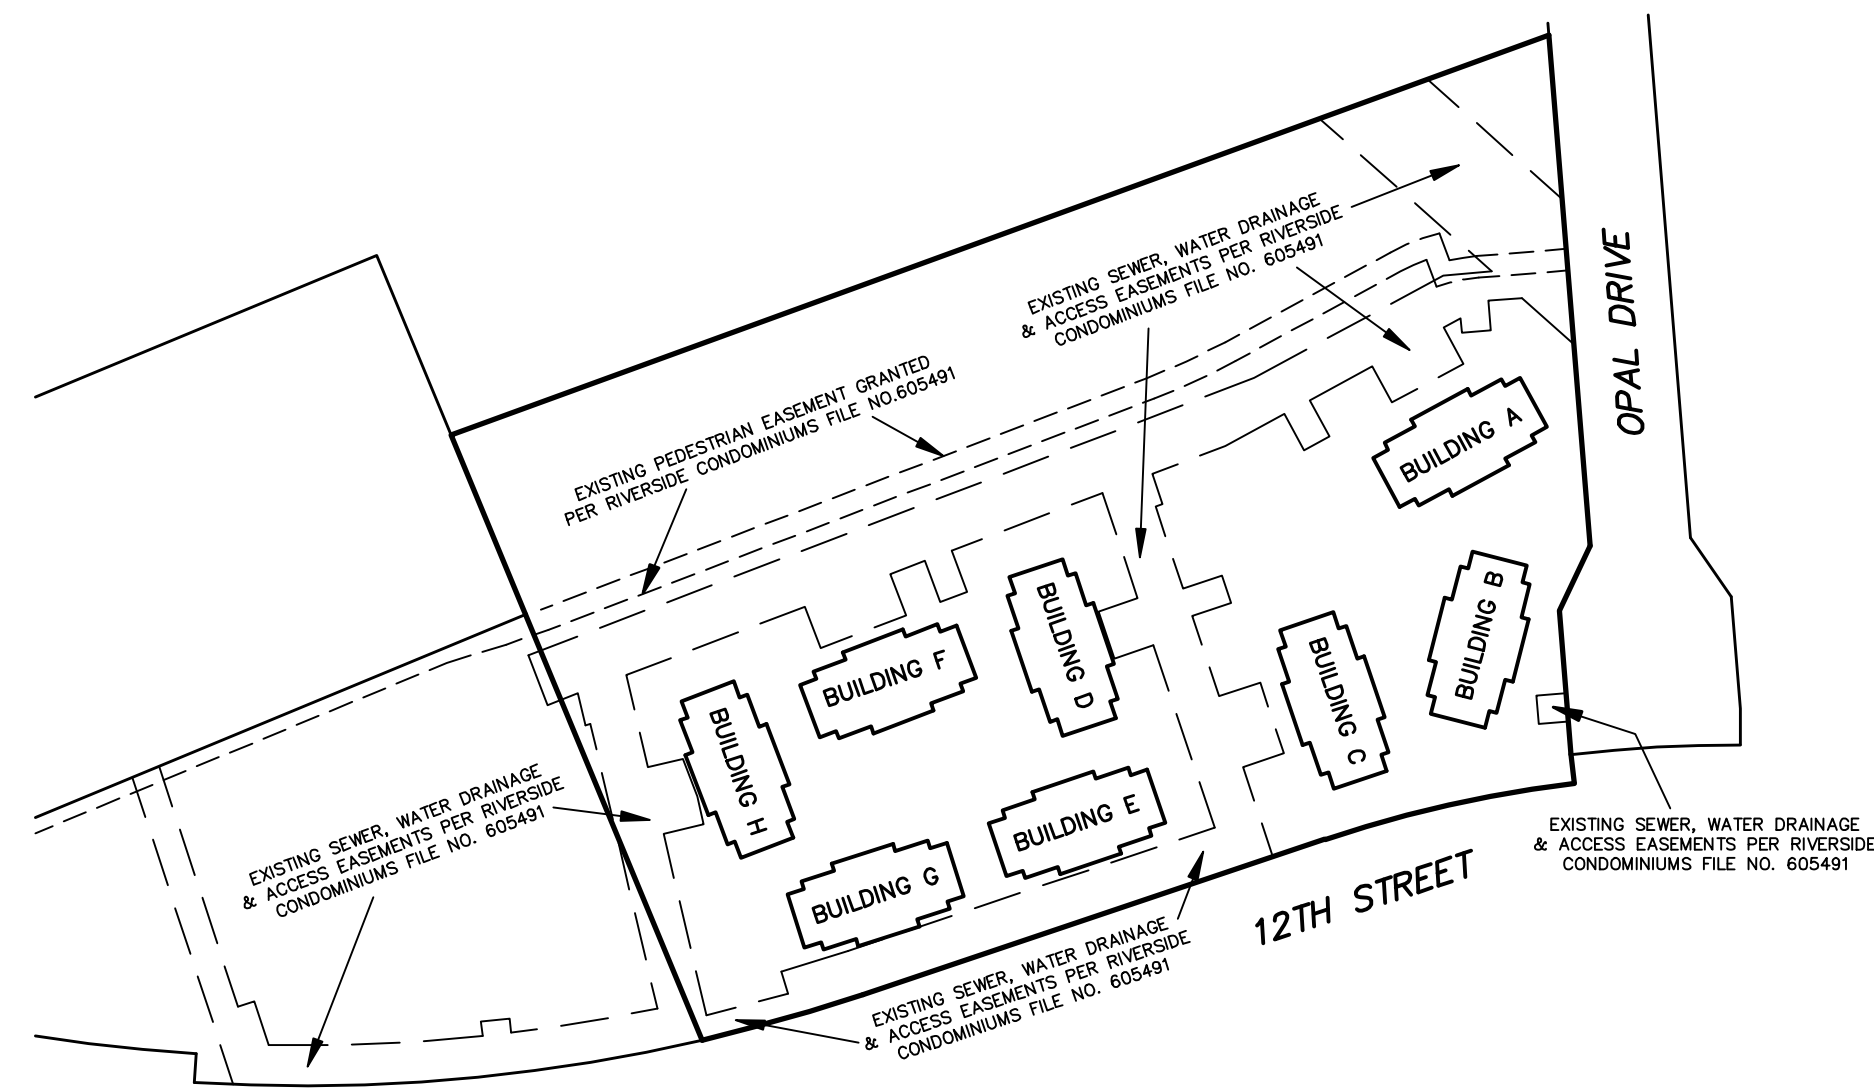 EXISTING SEWER, WATER DRAINAGE
& ACCESS EASEMENTS PER RIVERSIDE
CONDOMINIUMS FILE NO. 605491
OPAL DRIVE
EXISTING PEDESTRIAN EASEMENT GRANTED
PER RIVERSIDE CONDOMINIUMS FILE NO.605491
BUILDING A
BUILDING B
BUILDING C
BUILDING D
BUILDING F
BUILDING H
BUILDING E
BUILDING G
EXISTING SEWER, WATER DRAINAGE
& ACCESS EASEMENTS PER RIVERSIDE
CONDOMINIUMS FILE NO. 605491
EXISTING SEWER, WATER DRAINAGE
& ACCESS EASEMENTS PER RIVERSIDE
CONDOMINIUMS FILE NO. 605491
12TH STREET
EXISTING SEWER, WATER DRAINAGE
& ACCESS EASEMENTS PER RIVERSIDE
CONDOMINIUMS FILE NO. 605491